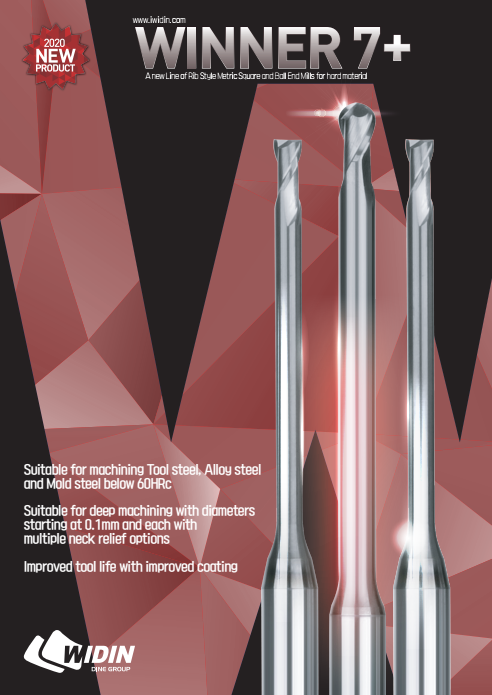 www.iwidin.com
2020
NEW
PRODUCT
WINNER 7+
A new Line of Rib Style Metric Square and Ball End Mills for hard material
Suitable for machining Tool steel, Alloy steel
and Mold steel below 60HRc
Suitable for deep machining with diameters
starting at 0.1mm and each with
multiple neck relief options
Improved tool life with improved coating
WIDIN
DINE GROUP